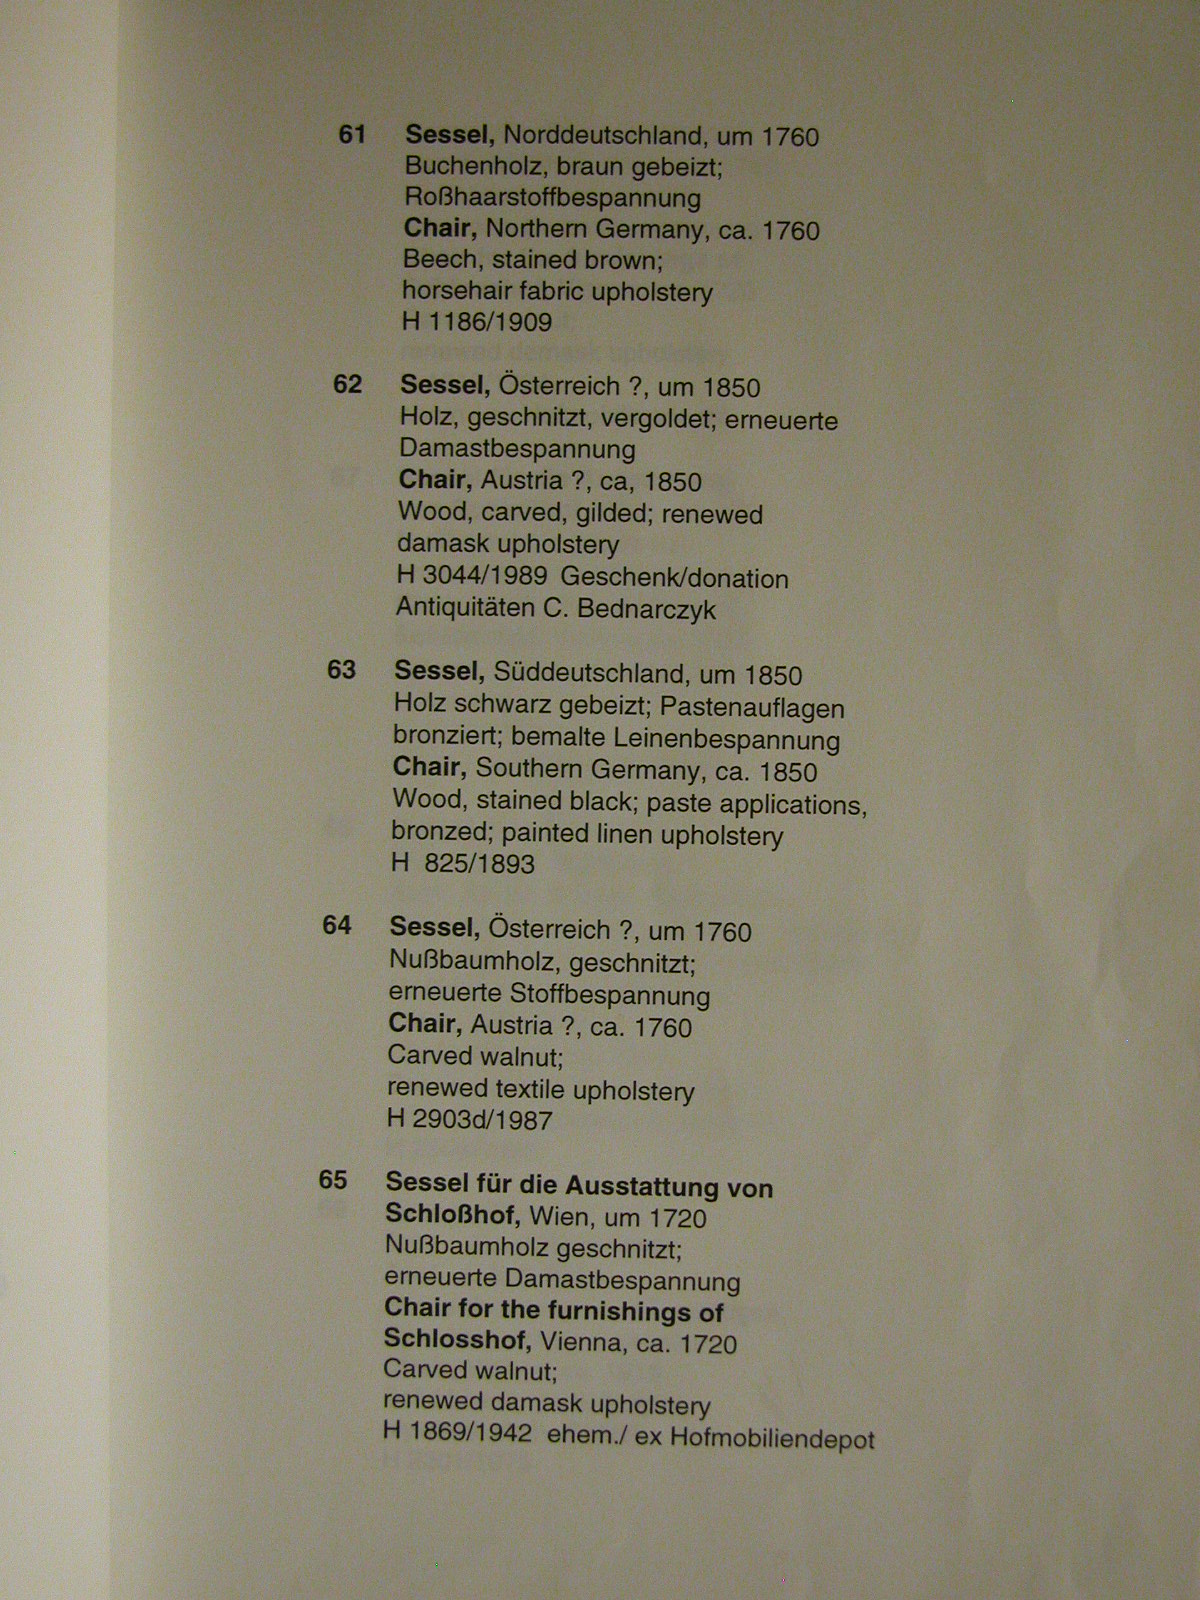 61 Sessel, Norddeutschland, um 1760
Buchenholz, braun gebeizt;
Roßhaarstoffbespannung
Chair, Northern Germany, ca. 1760
Beech, stained brown;
horsehair fabric upholstery
H 1186/1909
62 Sessel, Österreich ?, um 1850
Holz, geschnitzt, vergoldet; erneuerte
Damastbespannung
Chair, Austria ?, ca, 1850
Wood, carved, gilded; renewed
damask upholstery
H 3044/1989 Geschenk/donation
Antiquitäten C. Bednarczyk
63 Sessel, Süddeutschland, um 1850
Holz schwarz gebeizt; Pastenauflagen
bronziert; bemalte Leinenbespannung
Chair, Southern Germany, ca. 1850
Wood, stained black; paste applications,
bronzed; painted linen upholstery
H 825/1893
64 Sessel, Österreich ?, um 1760
Nußbaumholz, geschnitzt;
erneuerte Stoffbespannung
Chair, Austria ?, ca. 1760
Carved walnut;
renewed textile upholstery
H 2903d/1987
65 Sessel für die Ausstattung von
Schloßhof, Wien, um 1720
Nußbaumholz geschnitzt;
erneuerte Damastbespannung
Chair for the furnishings of
Schlosshof, Vienna, ca. 1720
Carved walnut;
renewed damask upholstery
H 1869/1942 ehem./ ex Hofmobiliendepot